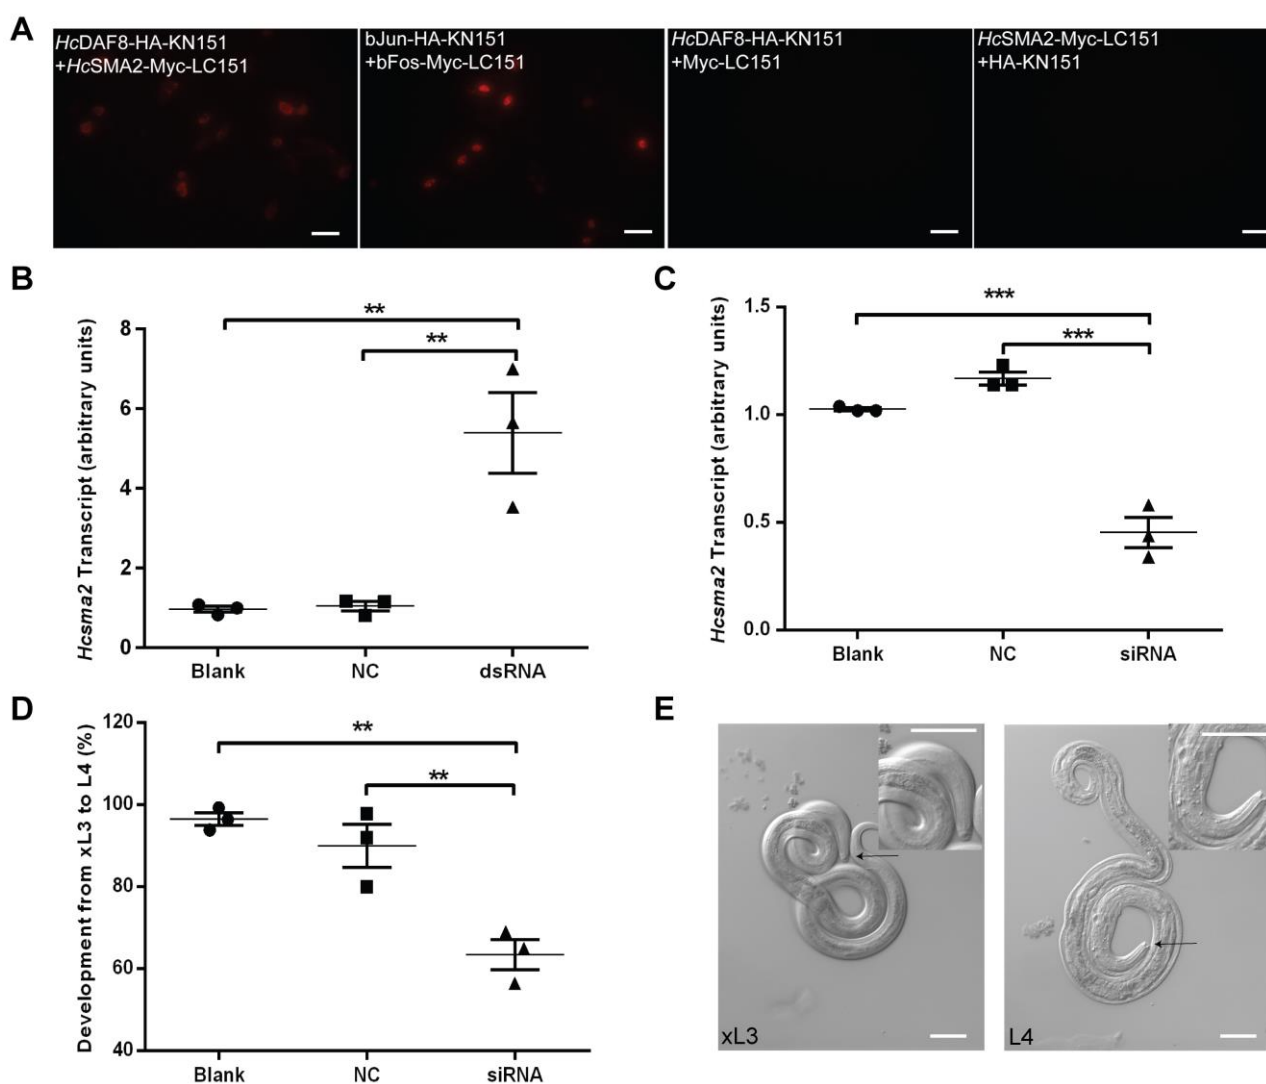 A
HcDAF8-HA-KN151
+HcSMA2-Myc-LC151
bJun-HA-KN151
+bFos-Myc-LC151
HcDAF8-HA-KN151
+Myc-LC151
HcSMA2-Myc-LC151
+HA-KN151
B
Hcsma2 Transcript (arbitrary units)
8
6
4
2
0
**
**
Blank
NC
dsRNA
C
Hcsma2 Transcript (arbitrary units)
1.5
1.0
0.5
0.0
***
***
Blank
NC
siRNA
D
Development from xL3 to L4 (%)
120
100
80
60
40
**
**
Blank
NC
siRNA
E
xL3
L4